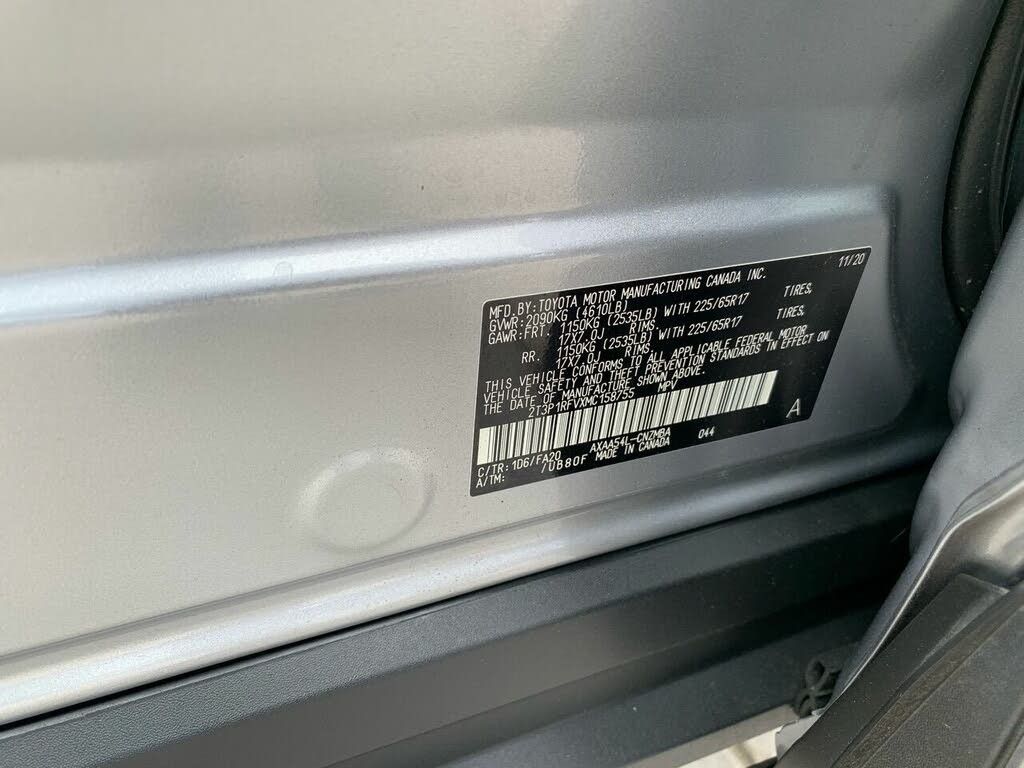 MFD.BY:TOYOTA MOTOR MANUFACTURING CANADA INC. 11/20
GVWR:2090KG (4610LB)
GAWR:FRT. 1150KG (2535LB) WITH 225/65R17 TIRES,
17X7.0J RIMS.
RR. 1150KG (2535LB) WITH 225/65R17 TIRES,
17X7.0J RIMS.
THIS VEHICLE CONFORMS TO ALL APPLICABLE FEDERAL MOTOR
VEHICLE SAFETY AND THEFT PREVENTION STANDARDS IN EFFECT ON
THE DATE OF MANUFACTURE SHOWN ABOVE.
2T3P1RFVXMC158755 MPV
A
C/TR:1D6/FA20 AXAA54L-CNZMBA 044
A/TM: /UB80F MADE IN CANADA